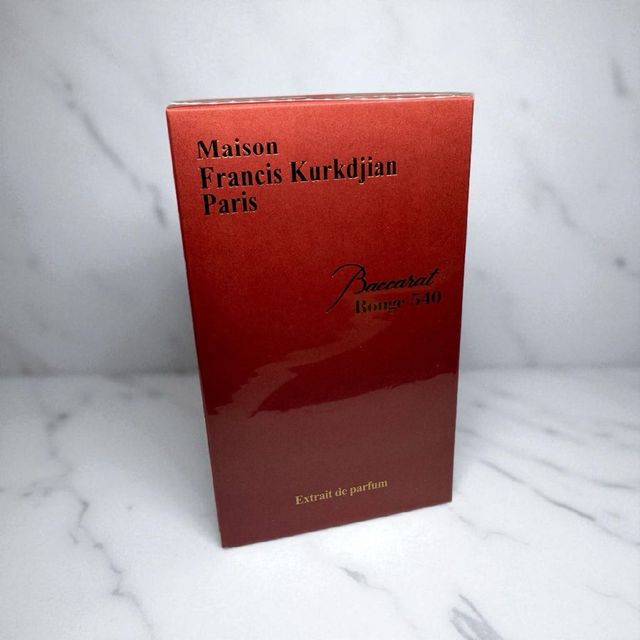 Maison
Francis Kurkdjian
Paris
Baccarat
Rouge 540
Extrait de parfum